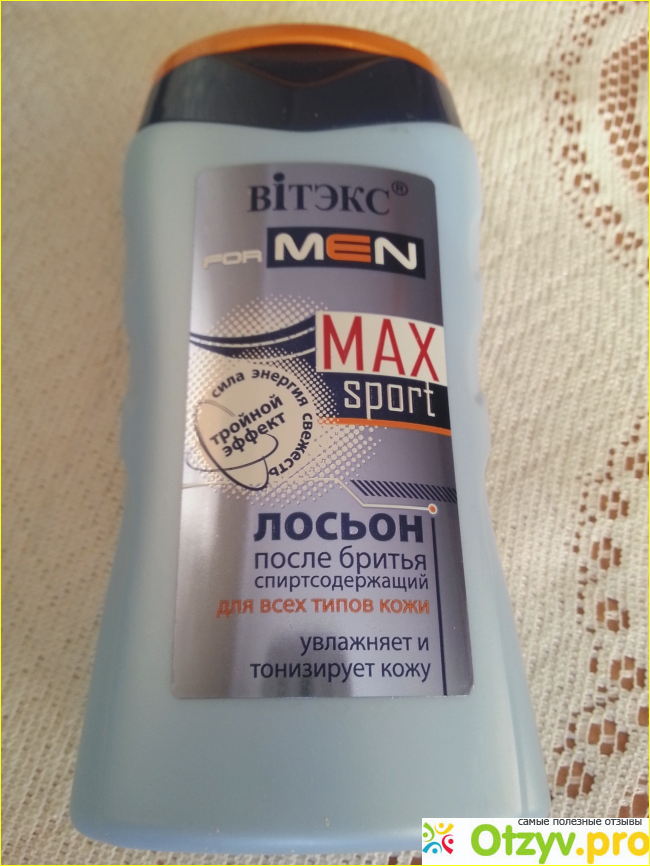 ВІТЭКС®
FOR MEN
MAX
sport
сила энергия свежесть
тройной
эффект
ЛОСЬОН
после бритья
спиртсодержащий
для всех типов кожи
увлажняет и
тонизирует кожу
самые полезные отзывы
Otzyv.pro